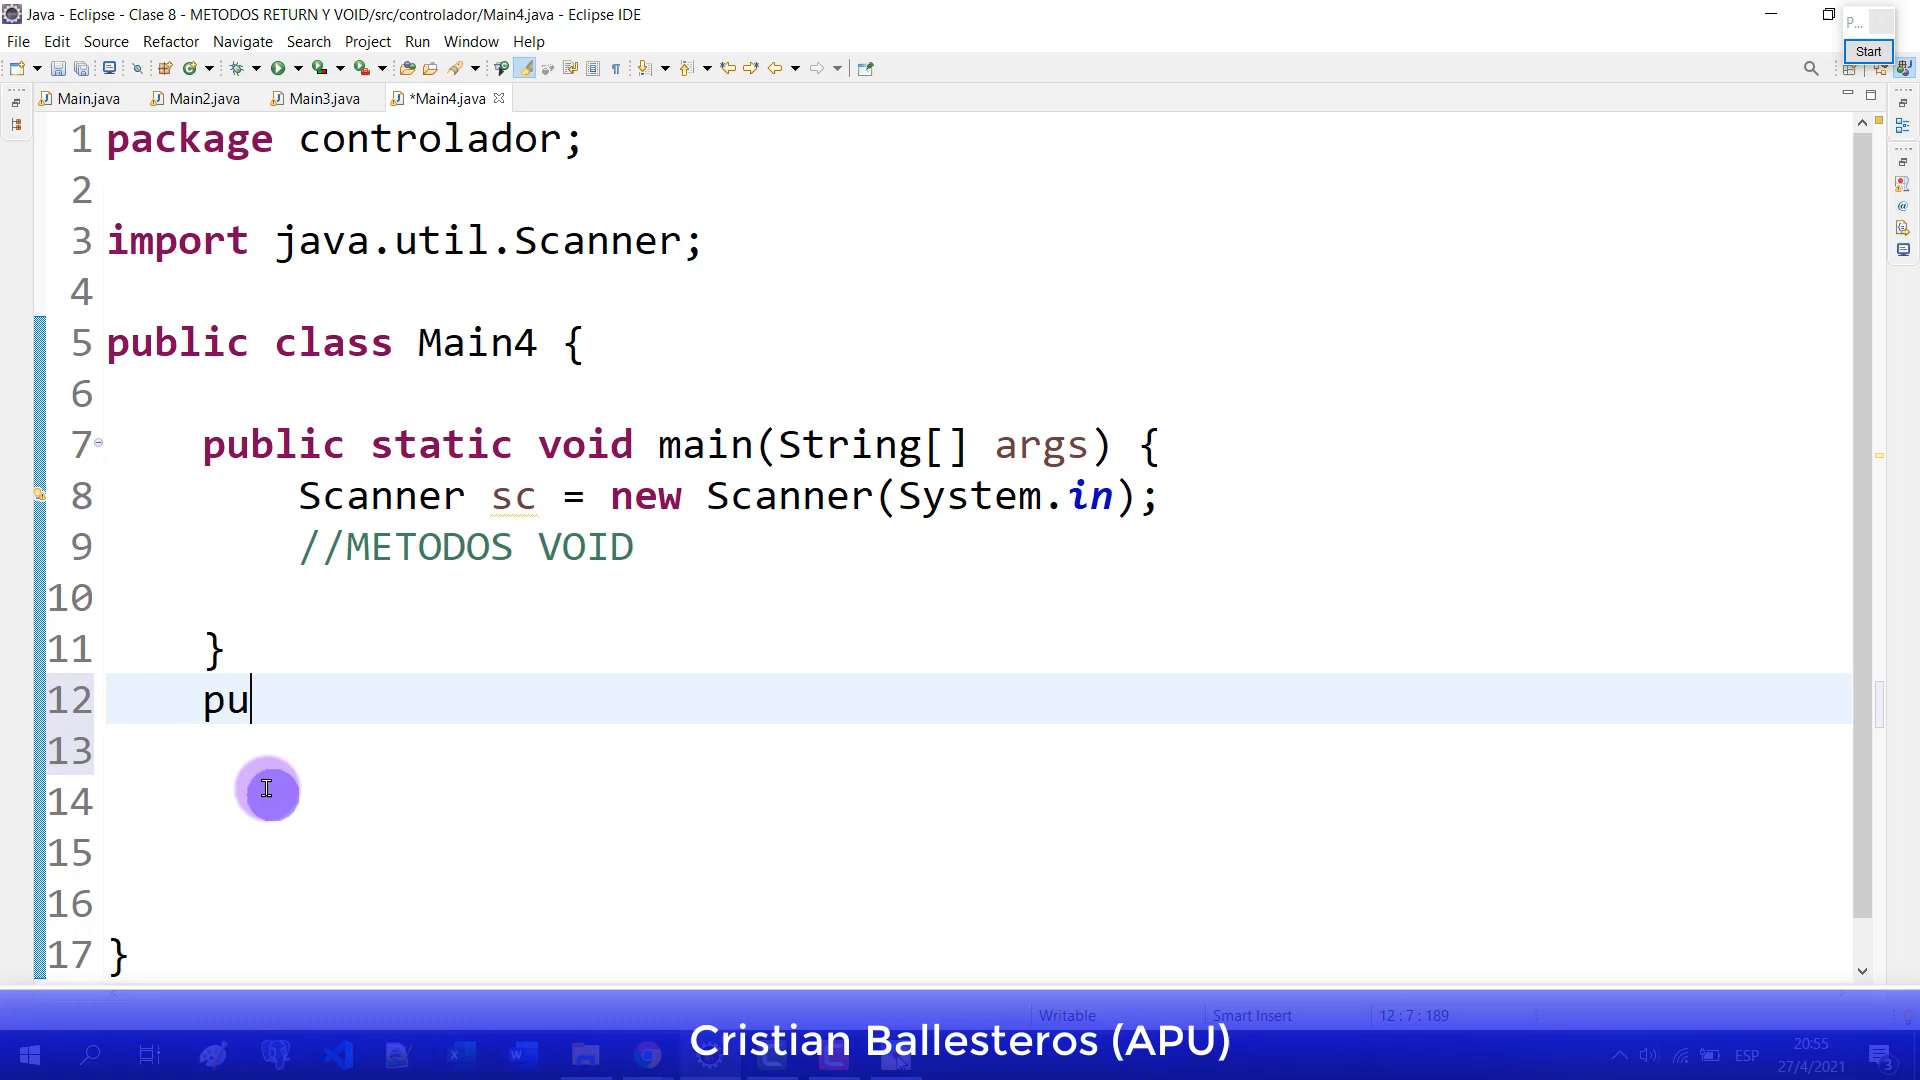 Java - Eclipse - Clase 8 - METODOS RETURN Y VOID/src/controlador/Main4.java - Eclipse IDE
P...
Start
File Edit Source Refactor Navigate Search Project Run Window Help
Main.java Main2.java Main3.java *Main4.java
1 package controlador;
2
3 import java.util.Scanner;
4
5 public class Main4 {
6
7 public static void main(String[] args) {
8 Scanner sc = new Scanner(System.in);
9 //METODOS VOID
10
11 }
12 pu
13
14
15
16
17 }
Writable Smart Insert 12 : 7 : 189
Cristian Ballesteros (APU)
ESP
20:55
27/4/2021
3